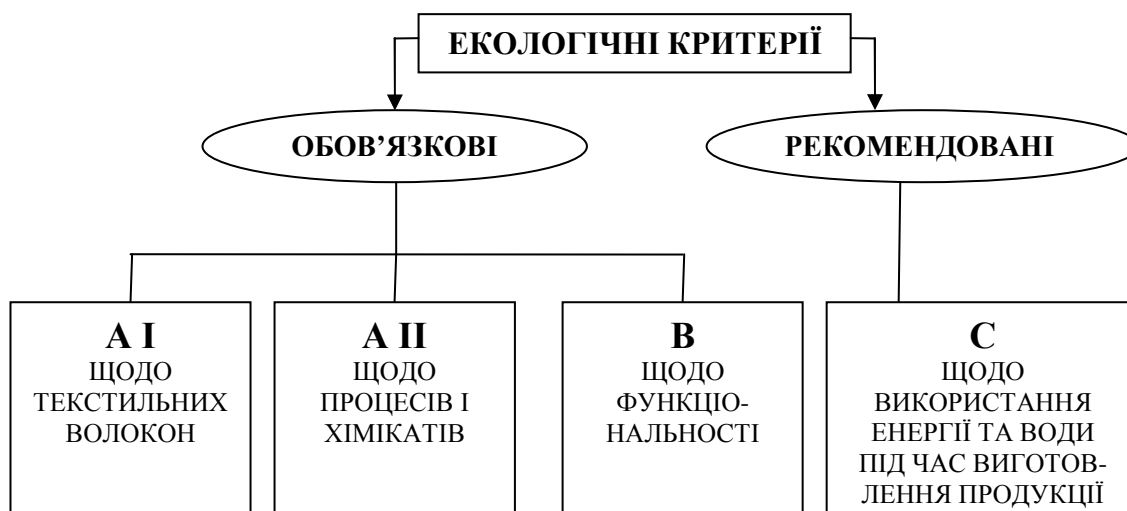 ЕКОЛОГІЧНІ КРИТЕРІЇ
ОБОВ’ЯЗКОВІ
РЕКОМЕНДОВАНІ
А І
ЩОДО
ТЕКСТИЛЬНИХ
ВОЛОКОН
А ІІ
ЩОДО
ПРОЦЕСІВ І
ХІМІКАТІВ
В
ЩОДО
ФУНКЦІО-
НАЛЬНОСТІ
С
ЩОДО
ВИКОРИСТАННЯ
ЕНЕРГІЇ ТА ВОДИ
ПІД ЧАС ВИГОТОВ-
ЛЕННЯ ПРОДУКЦІЇ